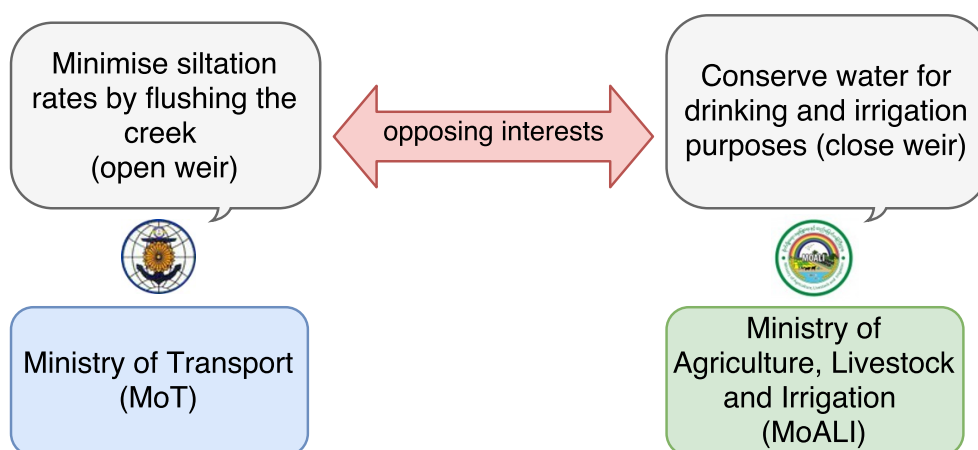 Minimise siltation
rates by flushing the
creek
(open weir)
opposing interests
Conserve water for
drinking and irrigation
purposes (close weir)
MOALI
Ministry of Transport
(MoT)
Ministry of
Agriculture, Livestock
and Irrigation
(MoALI)